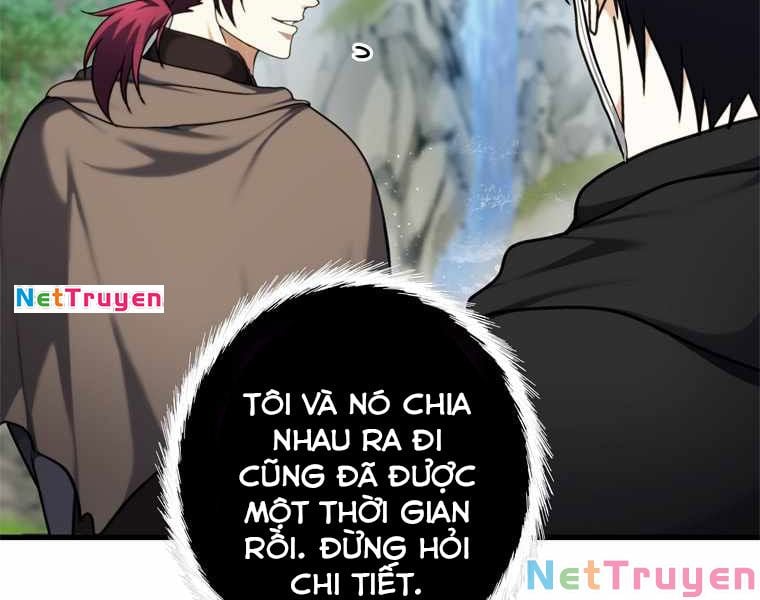 NetTruyen
TÔI VÀ NÓ CHIA
NHAU RA ĐI
CŨNG ĐÃ ĐƯỢC
MỘT THỜI GIAN
RỒI. ĐỪNG HỎI
CHI TIẾT.
NetTruyen